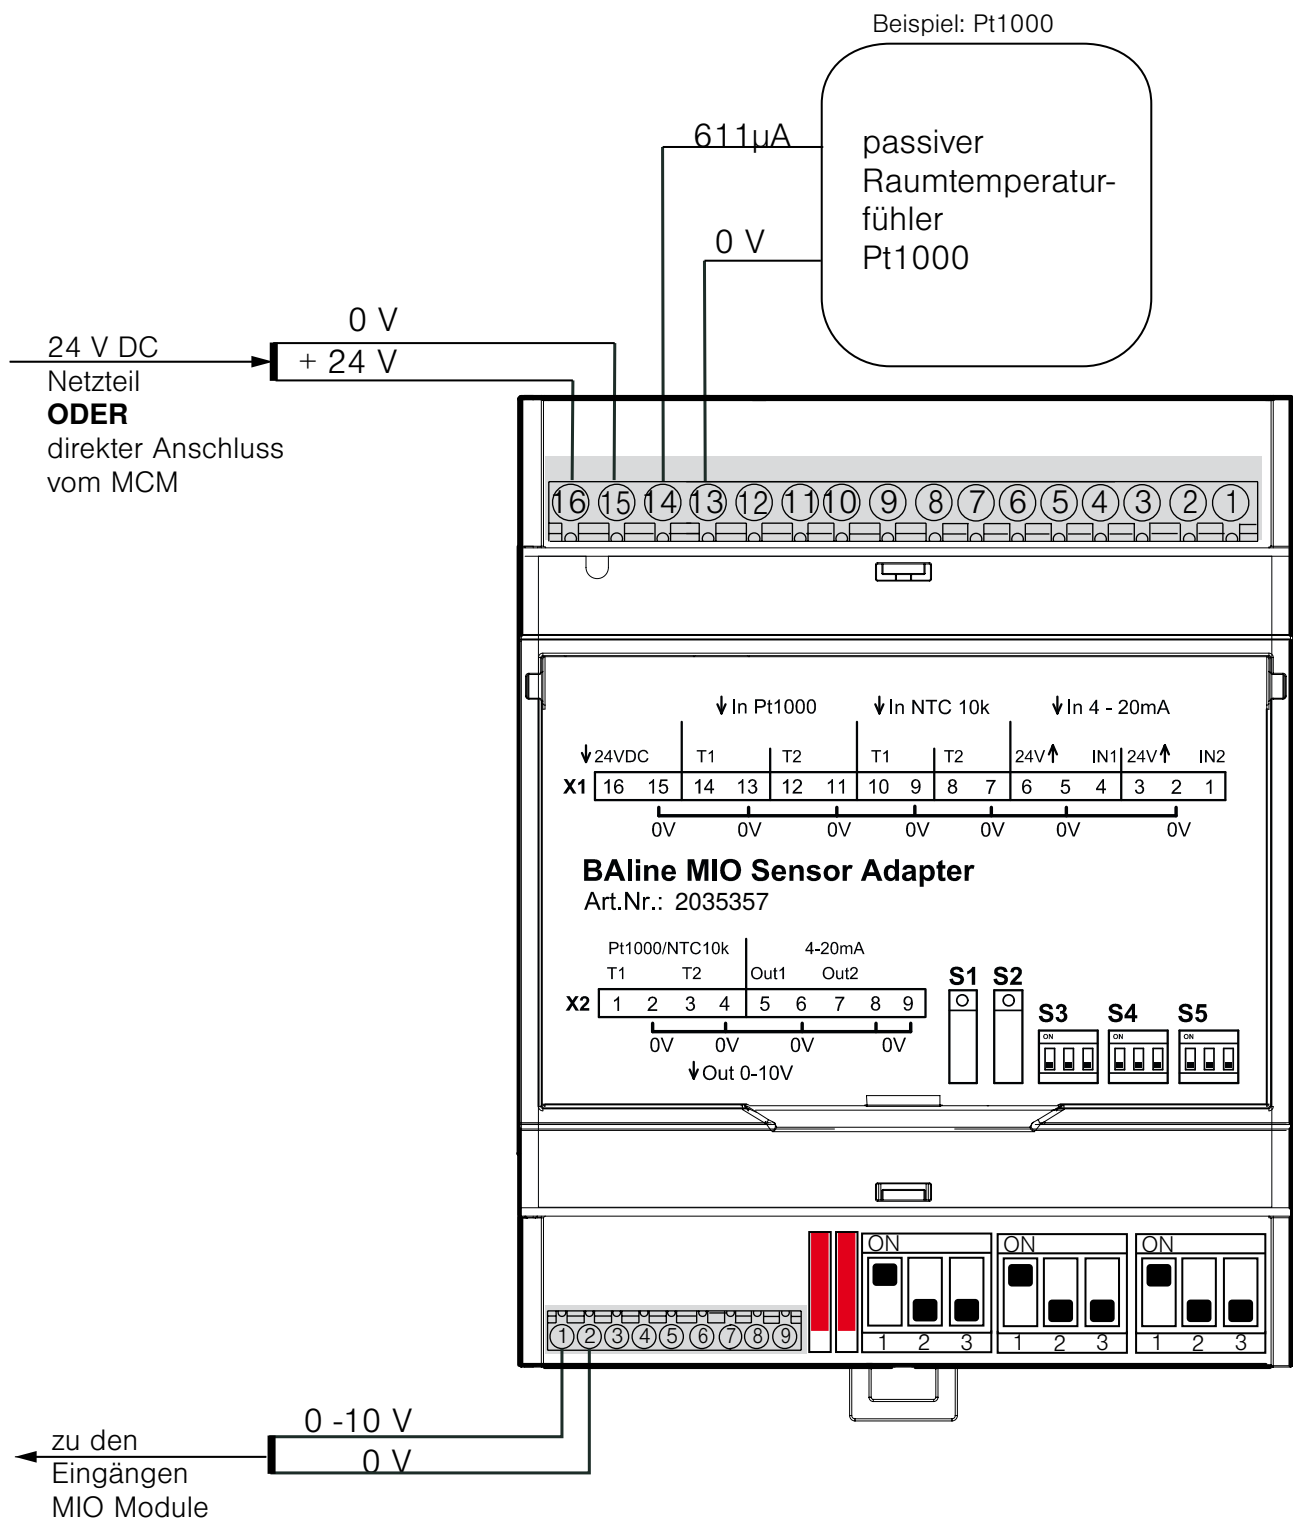 Beispiel: Pt1000
611µA
passiver
Raumtemperatur-
fühler
Pt1000
0 V
0 V
+ 24 V
24 V DC
Netzteil
ODER
direkter Anschluss
vom MCM
16 15 14 13 12 11 10 9 8 7 6 5 4 3 2 1
In Pt1000 In NTC 10k In 4 - 20mA
24VDC T1 T2 T1 T2 24V IN1 24V IN2
X1 16 15 14 13 12 11 10 9 8 7 6 5 4 3 2 1
0V 0V 0V 0V 0V 0V 0V
BAline MIO Sensor Adapter
Art.Nr.: 2035357
Pt1000/NTC10k 4-20mA
T1 T2 Out1 Out2
X2 1 2 3 4 5 6 7 8 9
0V 0V 0V 0V
Out 0-10V
S1 S2 S3 S4 S5
ON ON ON
ON ON ON
1 2 3 1 2 3 1 2 3
1 2 3 4 5 6 7 8 9
0 -10 V
0 V
zu den
Eingängen
MIO Module